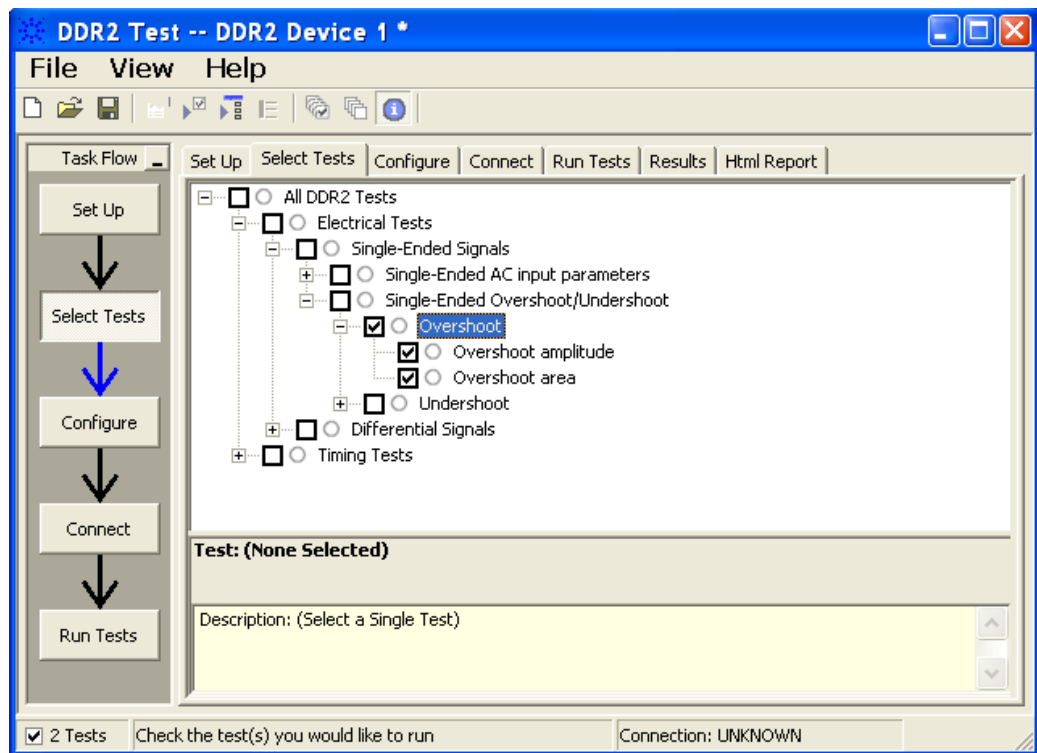 DDR2 Test -- DDR2 Device 1 *
File View Help
Task Flow
Set Up
Select Tests
Configure
Connect
Run Tests
Set Up Select Tests Configure Connect Run Tests Results Html Report
All DDR2 Tests
Electrical Tests
Single-Ended Signals
Single-Ended AC input parameters
Single-Ended Overshoot/Undershoot
Overshoot
Overshoot amplitude
Overshoot area
Undershoot
Differential Signals
Timing Tests
Test: (None Selected)
Description: (Select a Single Test)
2 Tests Check the test(s) you would like to run Connection: UNKNOWN